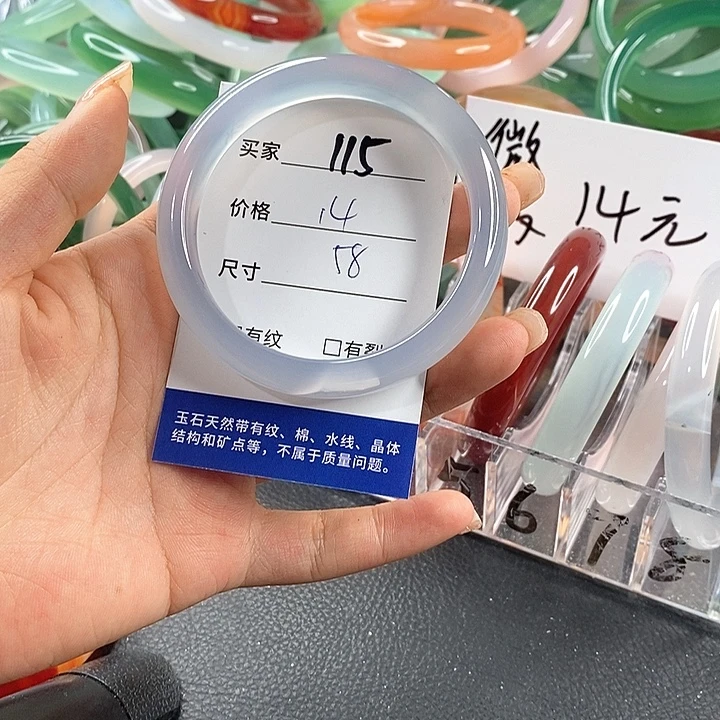 买家 115
价格 14
尺寸 58
有纹 □有裂
玉石天然带有纹、棉、水线、晶体
结构和矿点等，不属于质量问题。
微
14元
6
7
8